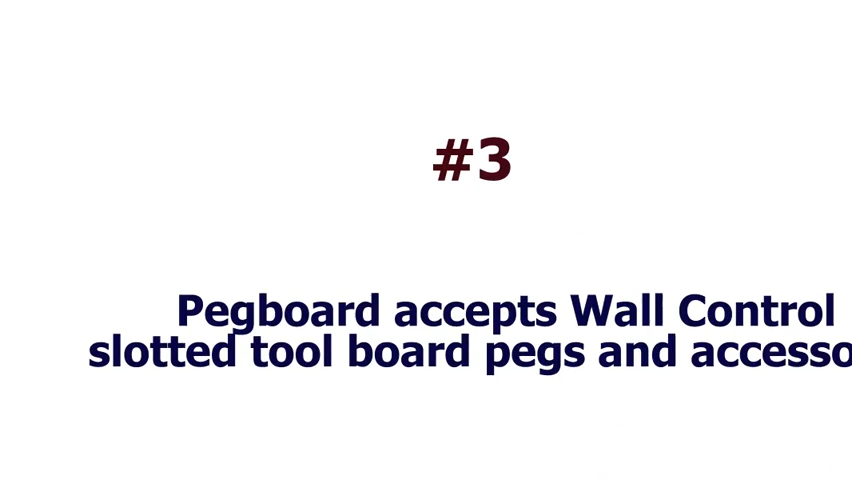 #3
Pegboard accepts Wall Control
slotted tool board pegs and accesso